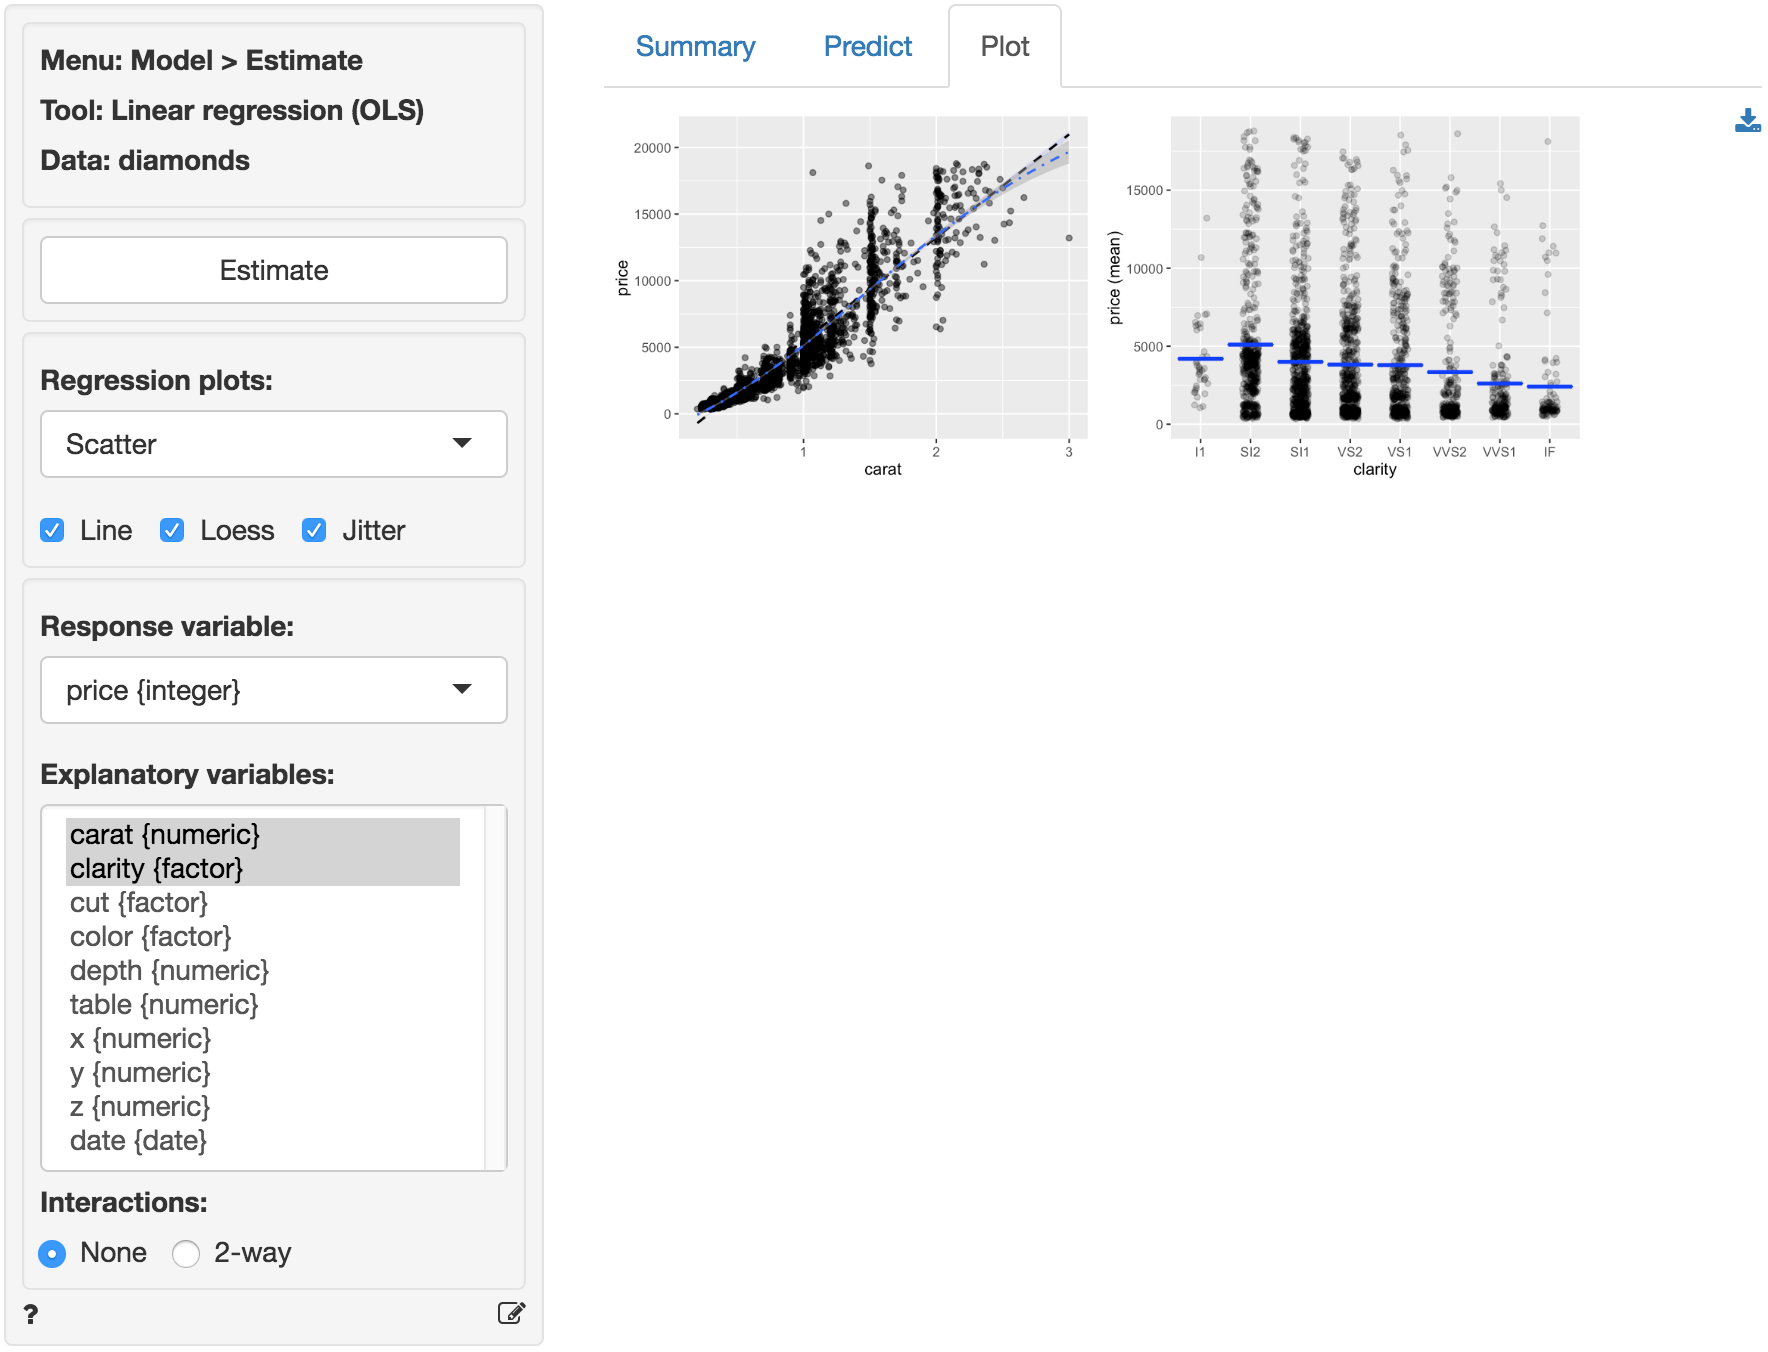 Menu: Model > Estimate
Tool: Linear regression (OLS)
Data: diamonds
Estimate
Regression plots:
Scatter
Line Loess Jitter
Response variable:
price {integer}
Explanatory variables:
carat {numeric}
clarity {factor}
cut {factor}
color {factor}
depth {numeric}
table {numeric}
x {numeric}
y {numeric}
z {numeric}
date {date}
Interactions:
None 2-way
?
Summary Predict Plot
price
20000
15000
10000
5000
0
1 2 3
carat
price (mean)
15000
10000
5000
0
I1 SI2 SI1 VS2 VS1 VVS2 VVS1 IF
clarity